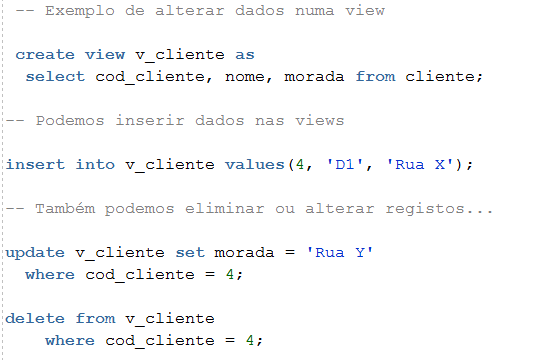 -- Exemplo de alterar dados numa view
create view v_cliente as
select cod_cliente, nome, morada from cliente;
-- Podemos inserir dados nas views
insert into v_cliente values(4, 'D1', 'Rua X');
-- Também podemos eliminar ou alterar registos...
update v_cliente set morada = 'Rua Y'
where cod_cliente = 4;
delete from v_cliente
where cod_cliente = 4;